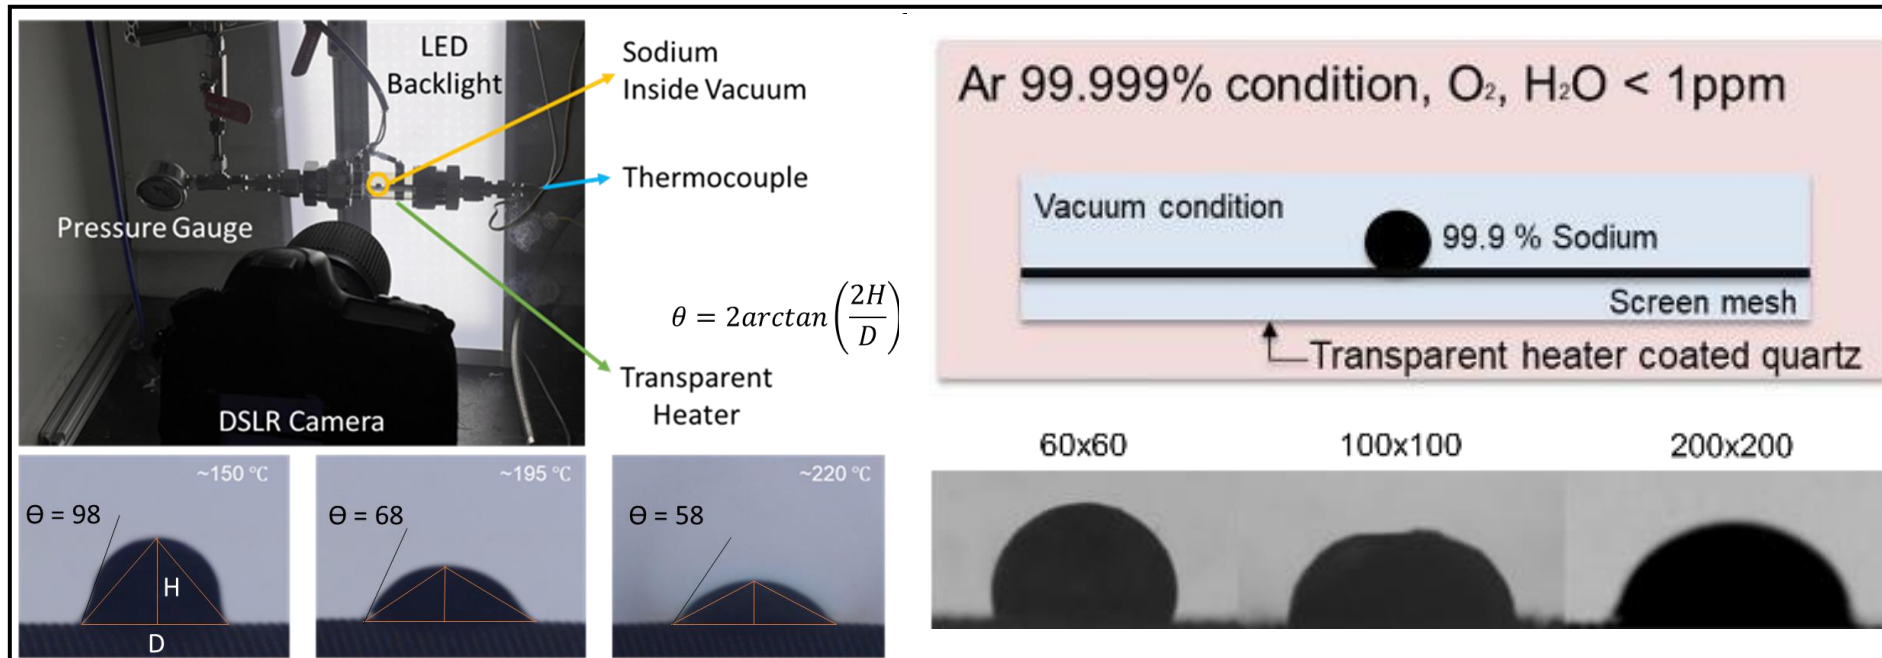 LED
Backlight
Sodium
Inside Vacuum
Thermocouple
Pressure Gauge
θ = 2arctan(2H/D)
Transparent
Heater
DSLR Camera
~150 ℃
Ɵ = 98
H
D
~195 ℃
Ɵ = 68
~220 ℃
Ɵ = 58
Ar 99.999% condition, O₂, H₂O < 1ppm
Vacuum condition
99.9 % Sodium
Screen mesh
Transparent heater coated quartz
60x60
100x100
200x200